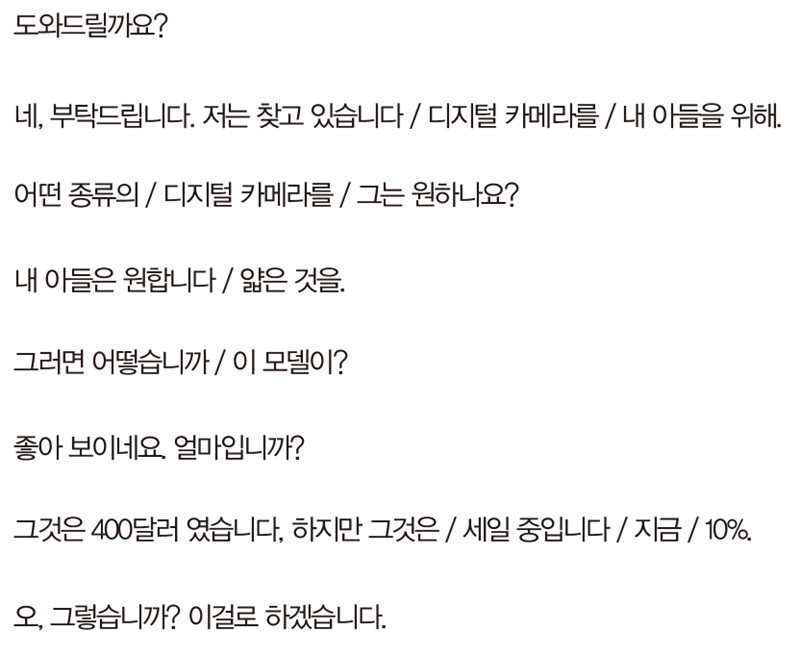 도와드릴까요?
네, 부탁드립니다. 저는 찾고 있습니다 / 디지털 카메라를 / 내 아들을 위해.
어떤 종류의 / 디지털 카메라를 / 그는 원하나요?
내 아들은 원합니다 / 얇은 것을.
그러면 어떻습니까 / 이 모델이?
좋아 보이네요. 얼마입니까?
그것은 400달러 였습니다, 하지만 그것은 / 세일 중입니다 / 지금 / 10%.
오, 그렇습니까? 이걸로 하겠습니다.